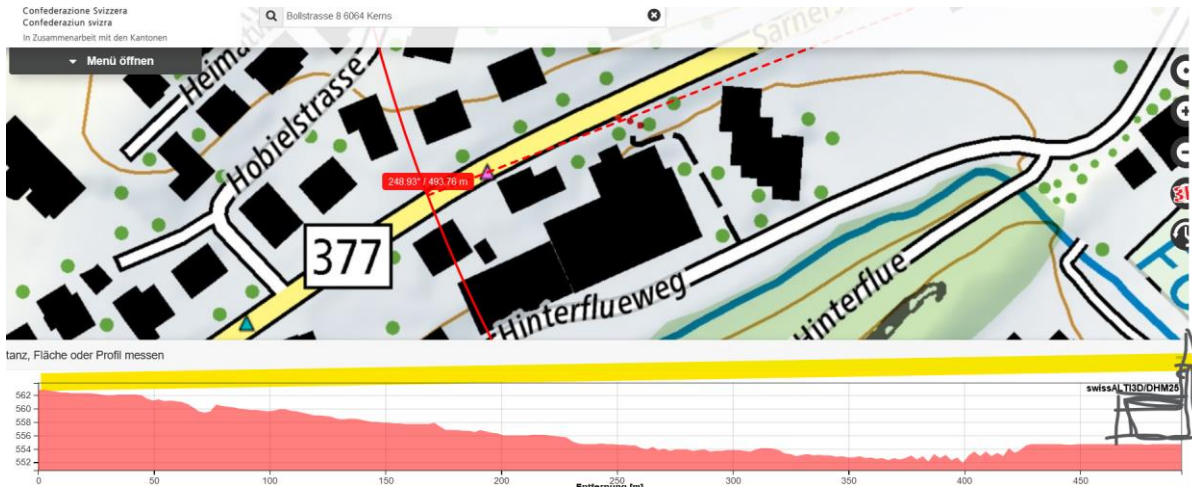 Confederazione Svizzera
Confederaziun svizra
In Zusammenarbeit mit den Kantonen
Bollstrasse 8 6064 Kerns
Menü öffnen
Hobielstrasse
248.93° / 493.76 m
377
Hinterflueweg
Hinterflue
tanz, Fläche oder Profil messen
swissALTI3D/DHM25
562
560
558
556
554
552
0 50 100 150 200 250 300 350 400 450
Entfernung [m]